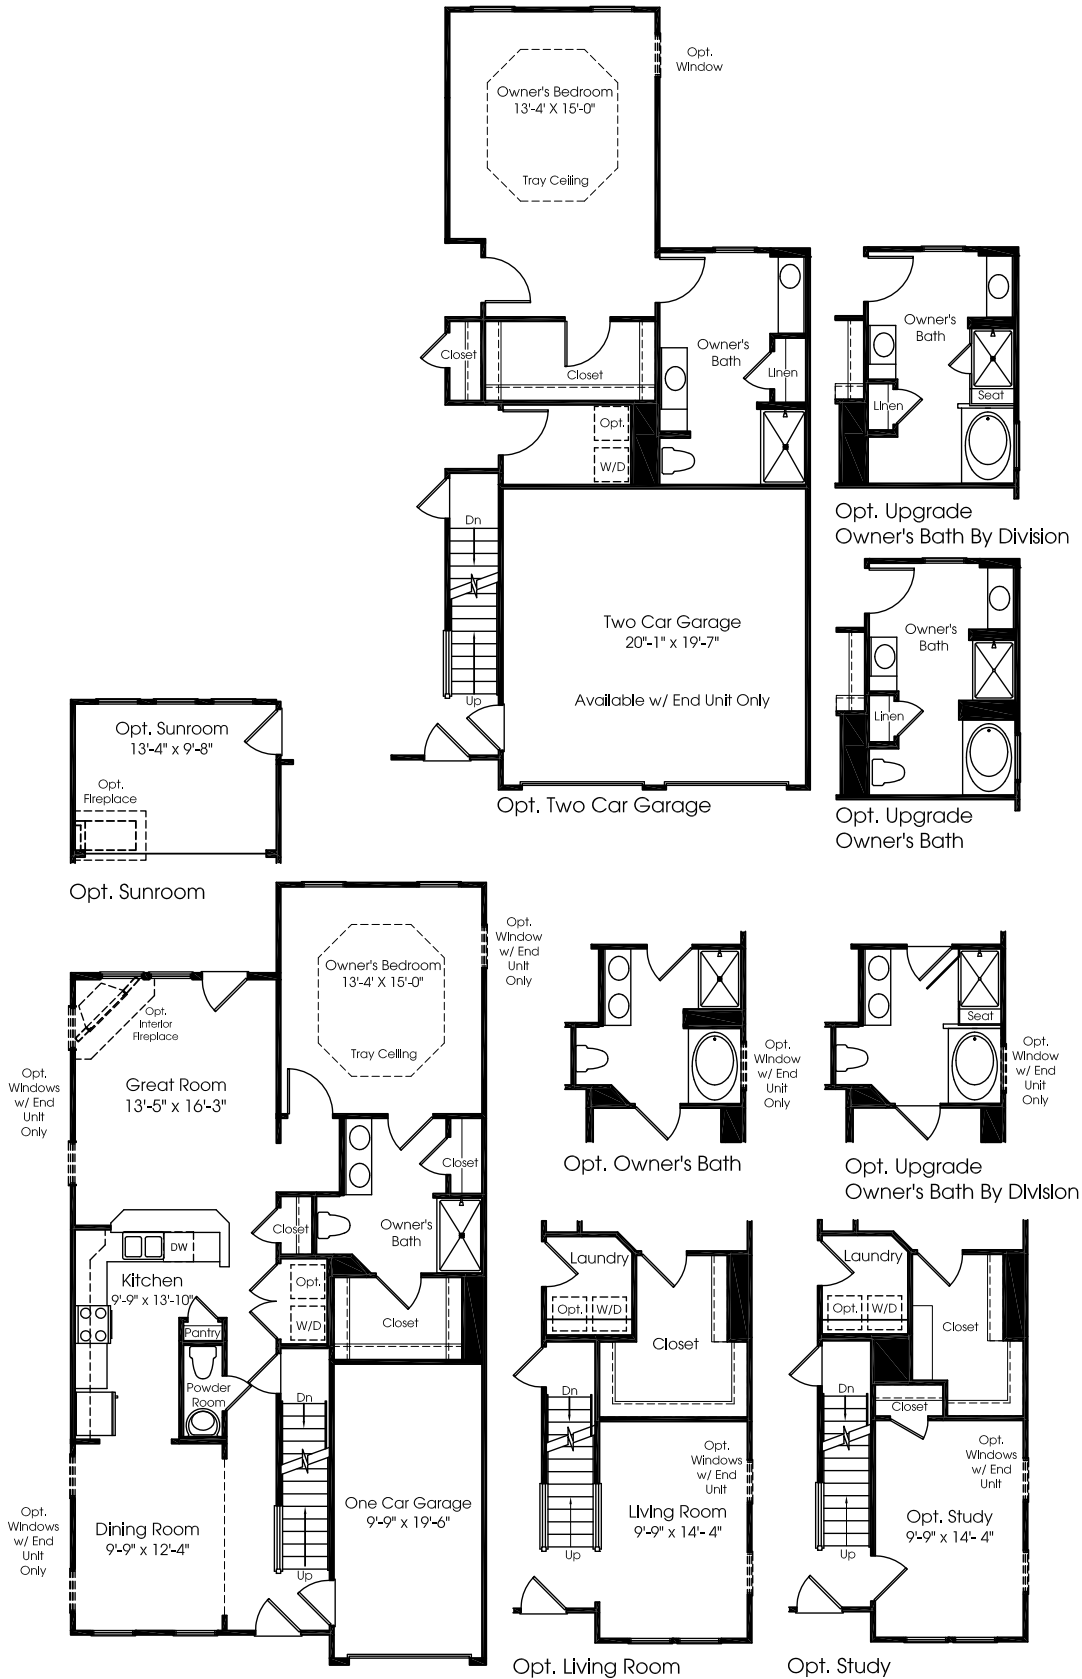 Owner's Bedroom
13'-4' X 15'-0"
Tray Ceiling
Opt.
Window
Closet
Closet
Owner's
Bath
Linen
Opt.
W/D
Dn
Up
Two Car Garage
20"-1" x 19'-7"
Available w/ End Unit Only
Opt. Two Car Garage
Owner's
Bath
Seat
Linen
Opt. Upgrade
Owner's Bath By Division
Owner's
Bath
Linen
Opt. Upgrade
Owner's Bath
Opt. Sunroom
13'-4" x 9'-8"
Opt.
Fireplace
Opt. Sunroom
Owner's Bedroom
13'-4' X 15'-0"
Tray Ceiling
Opt.
Window
w/ End
Unit
Only
Opt.
Interior
Fireplace
Great Room
13'-5" x 16'-3"
Opt.
Windows
w/ End
Unit
Only
Closet
Closet
Owner's
Bath
DW
Kitchen
9'-9" x 13'-10"
Opt.
W/D
Closet
Pantry
Powder
Room
Dn
Up
One Car Garage
9'-9" x 19'-6"
Dining Room
9'-9" x 12'-4"
Opt.
Windows
w/ End
Unit
Only
Opt.
Window
w/ End
Unit
Only
Opt. Owner's Bath
Seat
Opt.
Window
w/ End
Unit
Only
Opt. Upgrade
Owner's Bath By Division
Laundry
Opt.
W/D
Closet
Dn
Up
Opt.
Windows
w/ End
Unit
Living Room
9'-9" x 14'- 4"
Opt. Living Room
Laundry
Opt.
W/D
Closet
Dn
Closet
Up
Opt.
Windows
w/ End
Unit
Opt. Study
9'-9" x 14'- 4"
Opt. Study